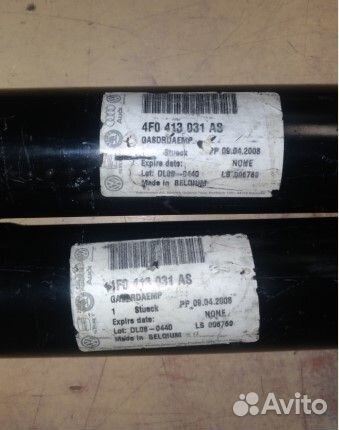 Audi
4F0 413 031 AS
GASDRDAEMP
Stueck PP 09.04.2008
Expire date: NONE
Lot: DL08-0440 LS 006760
Made in BELGIUM
Audi
4F0 413 031 AS
GASDRDAEMP
1 Stueck PP 09.04.2008
Expire date: NONE
Lot: DL08-0440 LS 006760
Made in BELGIUM
Avito